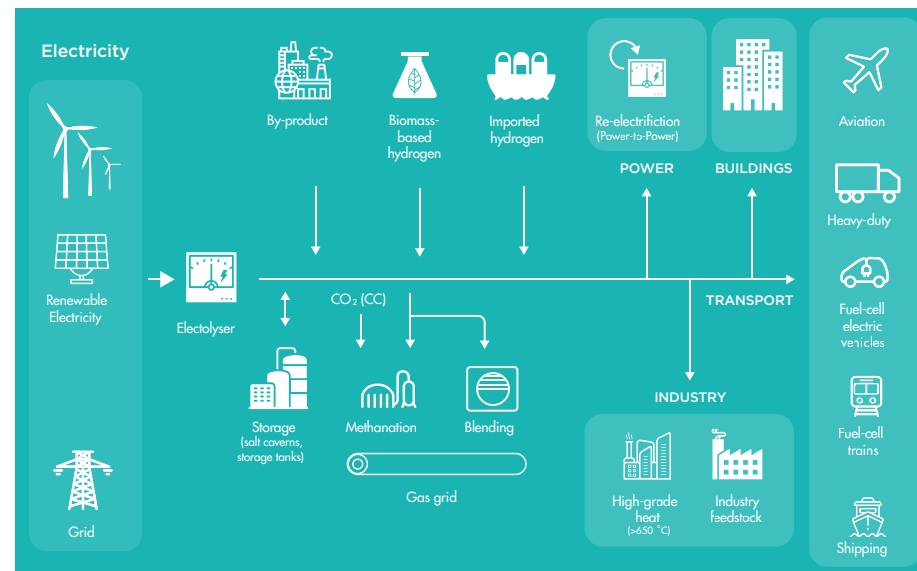 Electricity
Renewable
Electricity
Grid
Electolyser
By-product
Biomass-
based
hydrogen
Imported
hydrogen
Re-electrifiction
(Power-to-Power)
POWER
BUILDINGS
TRANSPORT
CO₂ (CC)
Storage
(salt caverns,
storage tanks)
Methanation
Blending
Gas grid
INDUSTRY
High-grade
heat
(>650 ˚C)
Industry
feedstock
Aviation
Heavy-duty
Fuel-cell
electric
vehicles
Fuel-cell
trains
Shipping